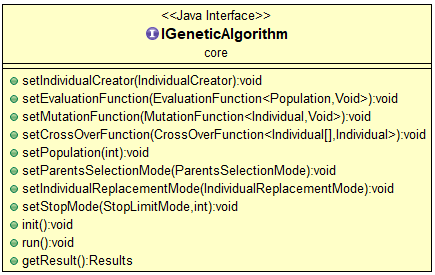 <<Java Interface>>
IGeneticAlgorithm
core
setIndividualCreator(IndividualCreator):void
setEvaluationFunction(EvaluationFunction<Population,Void>):void
setMutationFunction(MutationFunction<Individual,Void>):void
setCrossOverFunction(CrossOverFunction<Individual[],Individual>):void
setPopulation(int):void
setParentsSelectionMode(ParentsSelectionMode):void
setIndividualReplacementMode(IndividualReplacementMode):void
setStopMode(StopLimitMode,int):void
init():void
run():void
getResult():Results